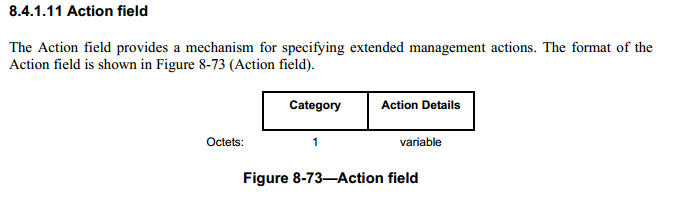 8.4.1.11 Action field
The Action field provides a mechanism for specifying extended management actions. The format of the
Action field is shown in Figure 8-73 (Action field).
Category Action Details
Octets: 1 variable
Figure 8-73—Action field